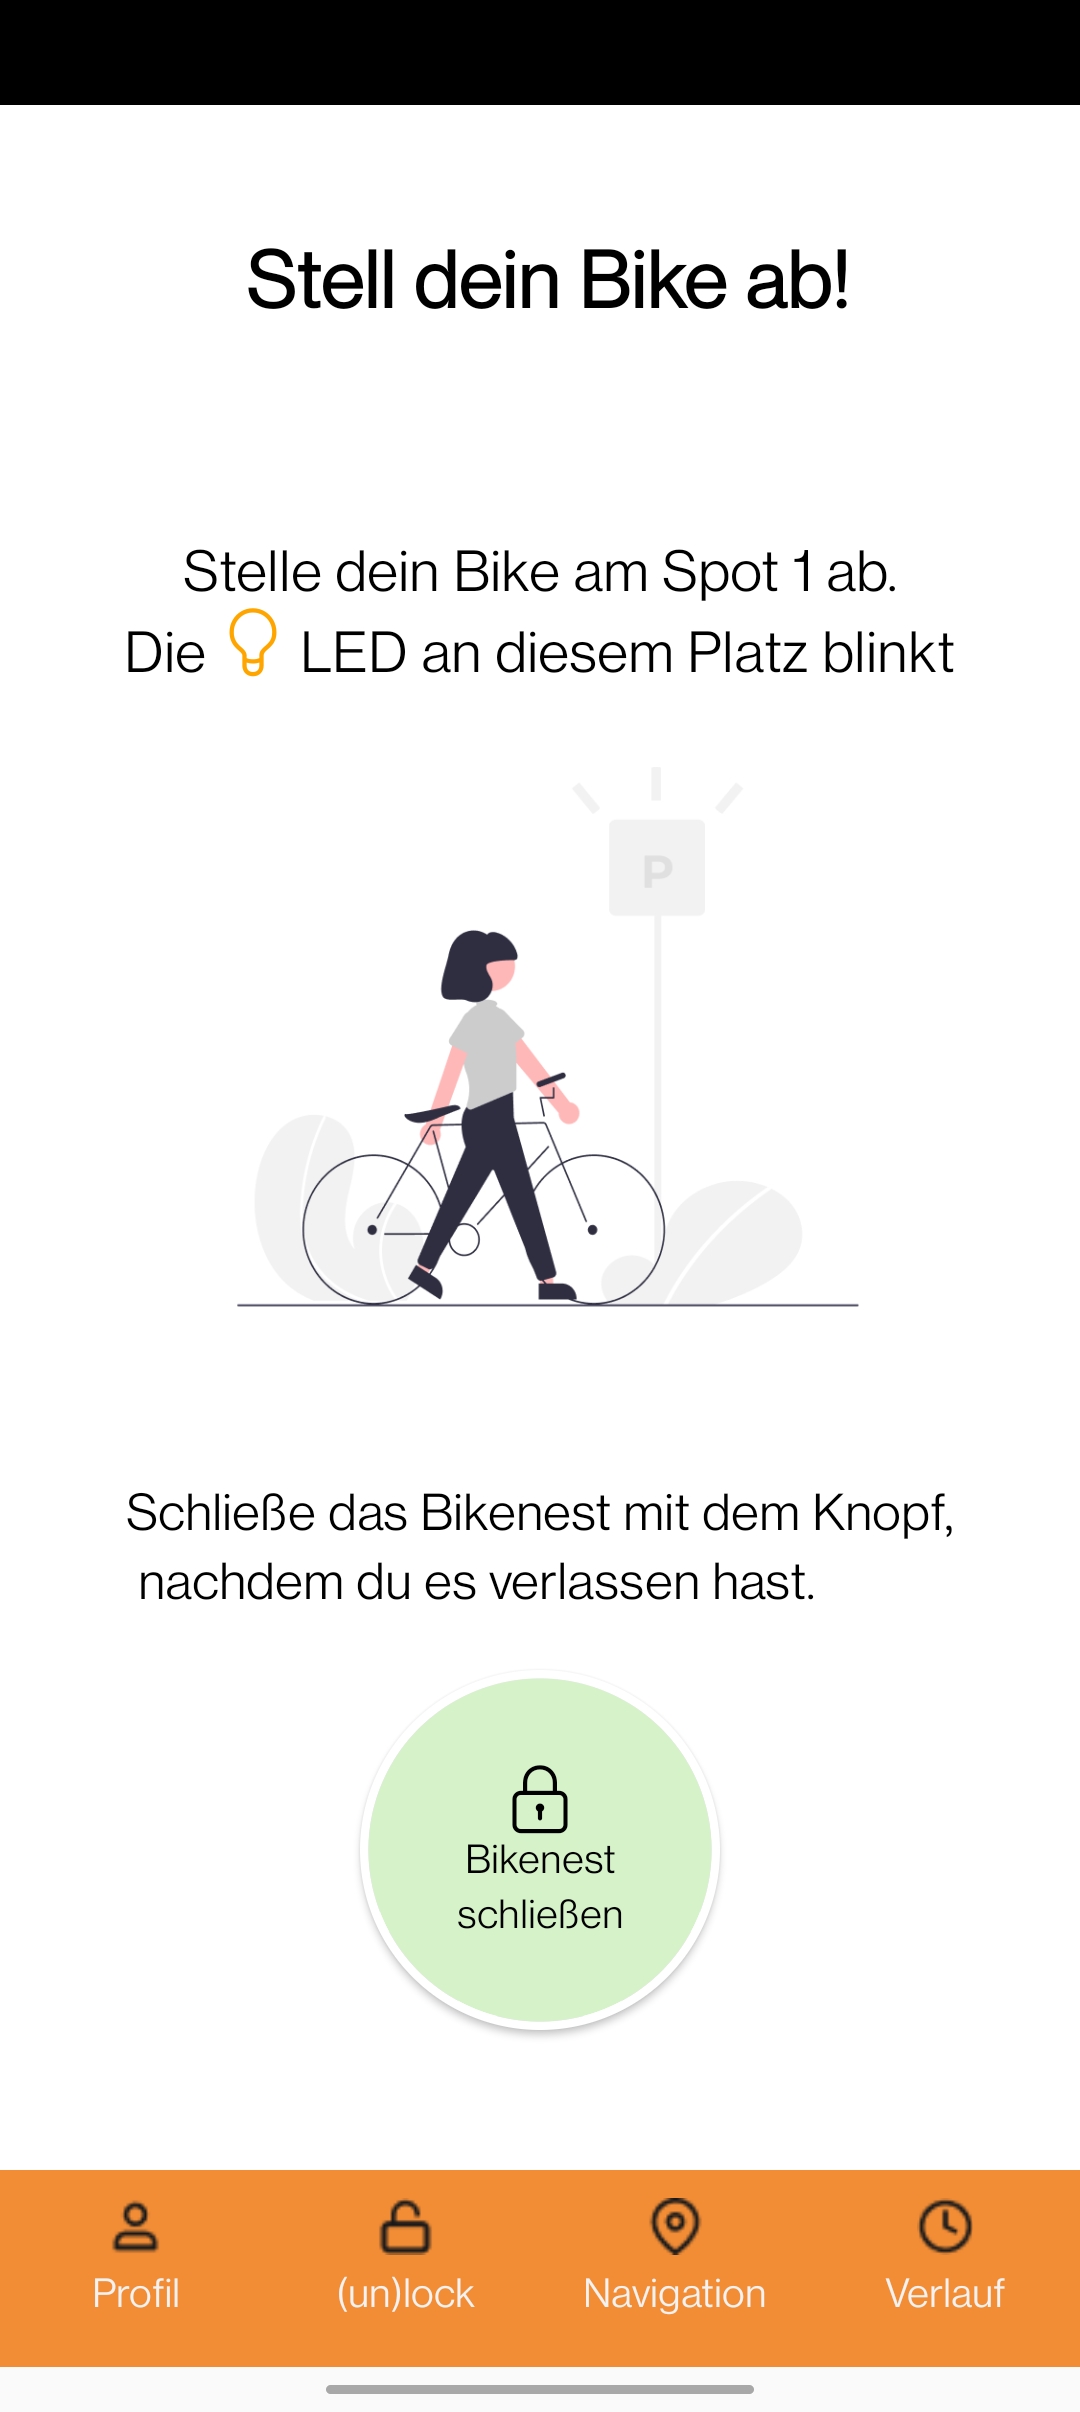 Stell dein Bike ab!
Stelle dein Bike am Spot 1 ab.
Die LED an diesem Platz blinkt
P
Schließe das Bikenest mit dem Knopf,
nachdem du es verlassen hast.
Bikenest
schließen
Profil
(un)lock
Navigation
Verlauf